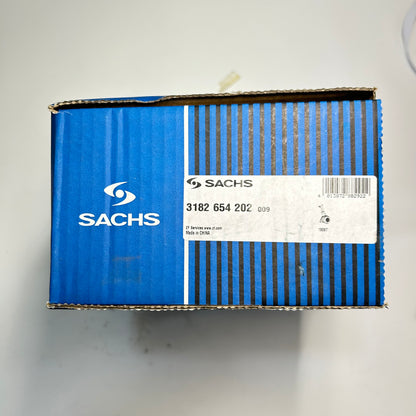 SACHS
SACHS
3182 654 202 009
ZF Services www.zf.com
Made in CHINA